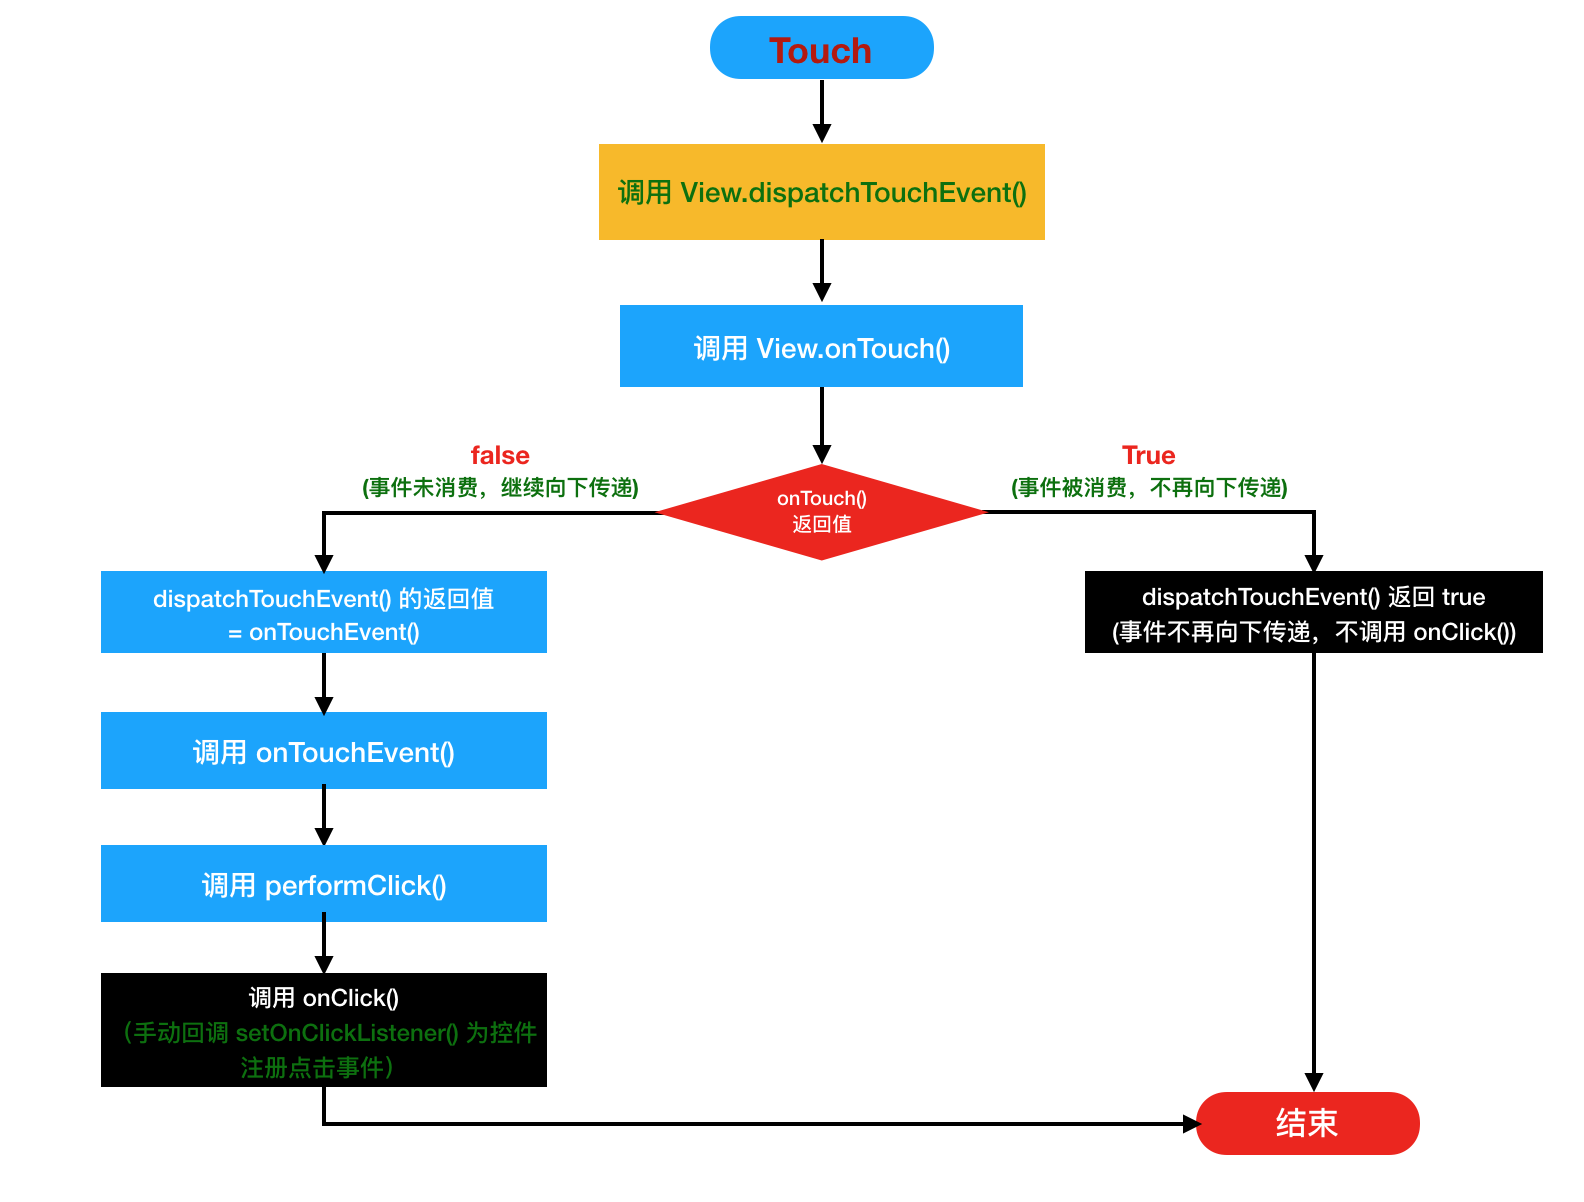 Touch
调用 View.dispatchTouchEvent()
调用 View.onTouch()
false
(事件未消费，继续向下传递)
True
(事件被消费，不再向下传递)
onTouch()
返回值
dispatchTouchEvent() 的返回值
= onTouchEvent()
dispatchTouchEvent() 返回 true
(事件不再向下传递，不调用 onClick())
调用 onTouchEvent()
调用 performClick()
调用 onClick()
（手动回调 setOnClickListener() 为控件
注册点击事件）
结束